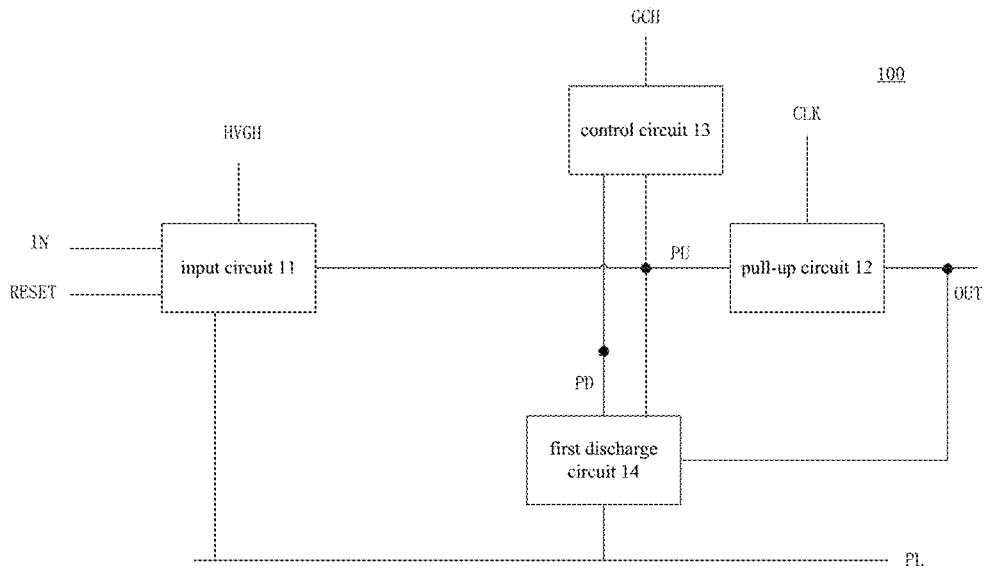 GCH
100
control circuit 13
CLK
HVGH
IN
input circuit 11
PU
pull-up circuit 12
RESET
OUT
PD
first discharge
circuit 14
PL